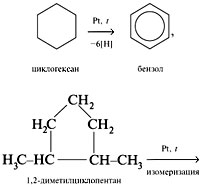 Pt, t
−6[H]
,
циклогексан бензол
CH₂
H₂C CH₂
H₃C—HC—CH—CH₃
Pt, t
изомеризация
1,2-диметилциклопентан